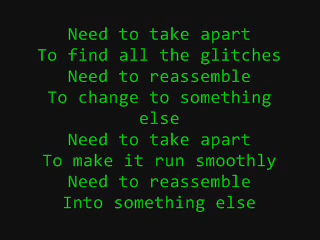 Need to take apart
To find all the glitches
Need to reassemble
To change to something
else
Need to take apart
To make it run smoothly
Need to reassemble
Into something else